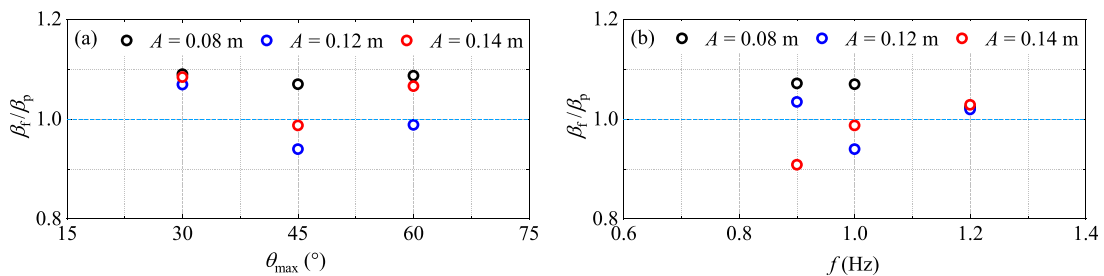 (a) A = 0.08 m A = 0.12 m A = 0.14 m
1.2
1.0
0.8
βf/βp
15 30 45 60 75
θmax (°)
(b) A = 0.08 m A = 0.12 m A = 0.14 m
1.2
1.0
0.8
βf/βp
0.6 0.8 1.0 1.2 1.4
f (Hz)